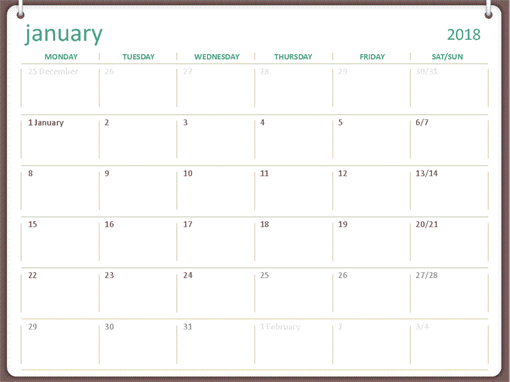 january 2018
MONDAY TUESDAY WEDNESDAY THURSDAY FRIDAY SAT/SUN
25 December 26 27 28 29 30/31
1 January 2 3 4 5 6/7
8 9 10 11 12 13/14
15 16 17 18 19 20/21
22 23 24 25 26 27/28
29 30 31 1 February 2 3/4